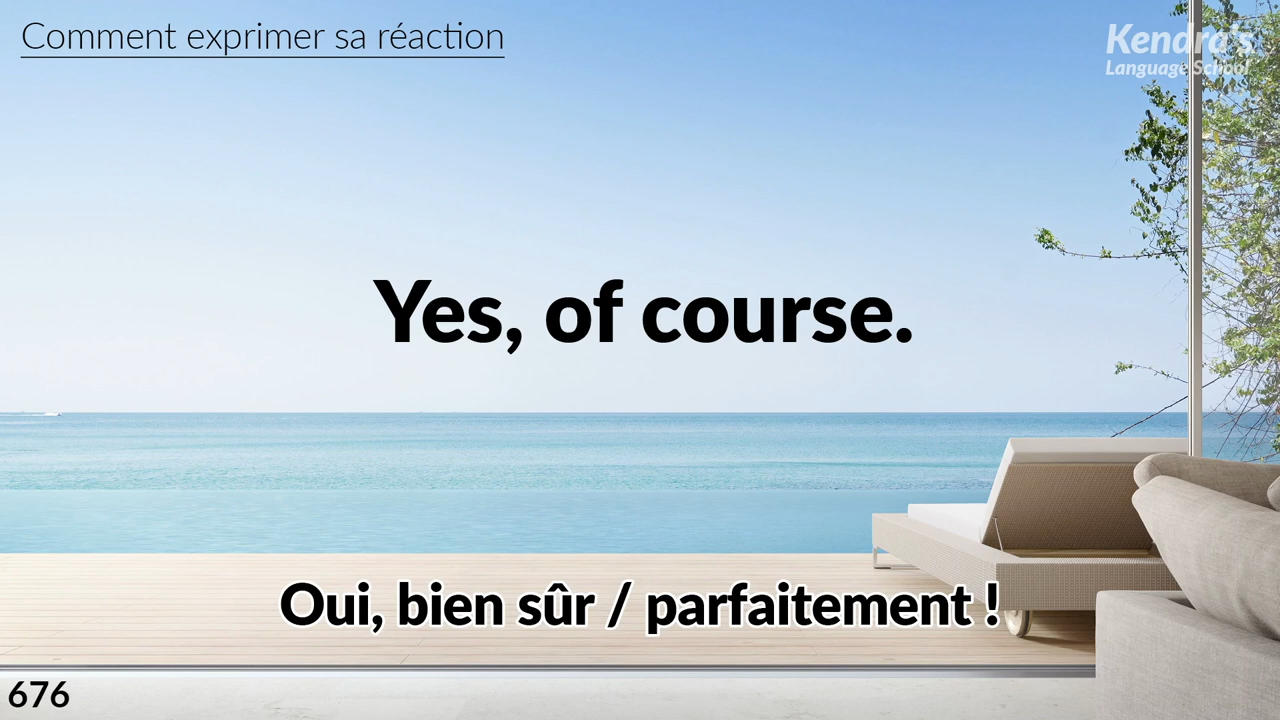 Comment exprimer sa réaction
Kendra's
Language School
Yes, of course.
Oui, bien sûr / parfaitement !
676